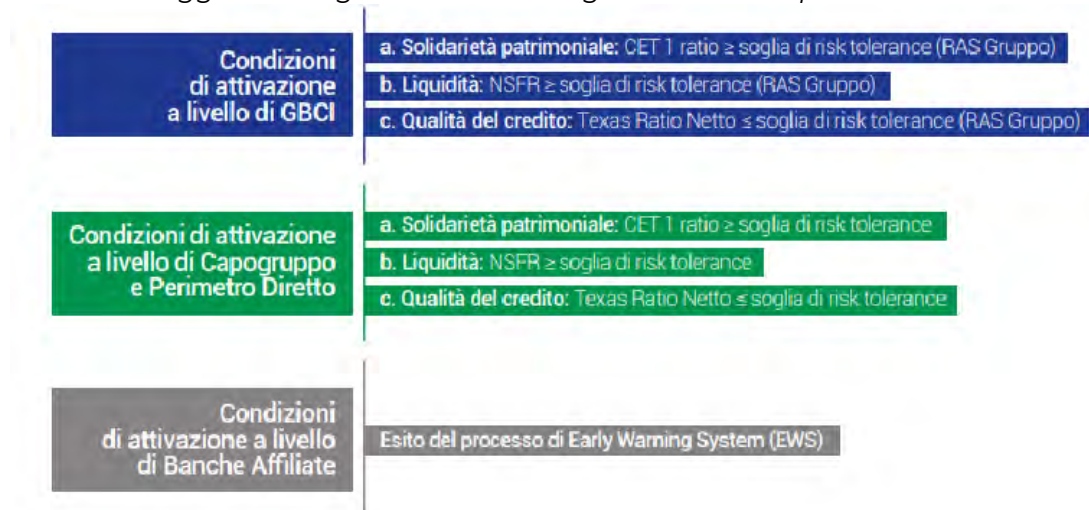 Condizioni
di attivazione
a livello di GBCI
a. Solidarietà patrimoniale: CET 1 ratio ≥ soglia di risk tolerance (RAS Gruppo)
b. Liquidità: NSFR ≥ soglia di risk tolerance (RAS Gruppo)
c. Qualità del credito: Texas Ratio Netto ≤ soglia di risk tolerance (RAS Gruppo)
Condizioni di attivazione
a livello di Capogruppo
e Perimetro Diretto
a. Solidarietà patrimoniale: CET 1 ratio ≥ soglia di risk tolerance
b. Liquidità: NSFR ≥ soglia di risk tolerance
c. Qualità del credito: Texas Ratio Netto ≤ soglia di risk tolerance
Condizioni
di attivazione a livello
di Banche Affiliate
Esito del processo di Early Warning System (EWS)